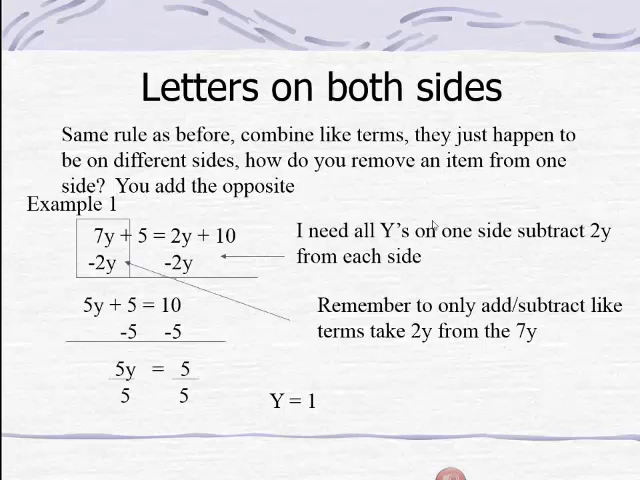 Letters on both sides
Same rule as before, combine like terms, they just happen to
be on different sides, how do you remove an item from one
side? You add the opposite
Example 1
7y + 5 = 2y + 10
-2y -2y
I need all Y's on one side subtract 2y
from each side
5y + 5 = 10
-5 -5
Remember to only add/subtract like
terms take 2y from the 7y
5y = 5
5 5
Y = 1